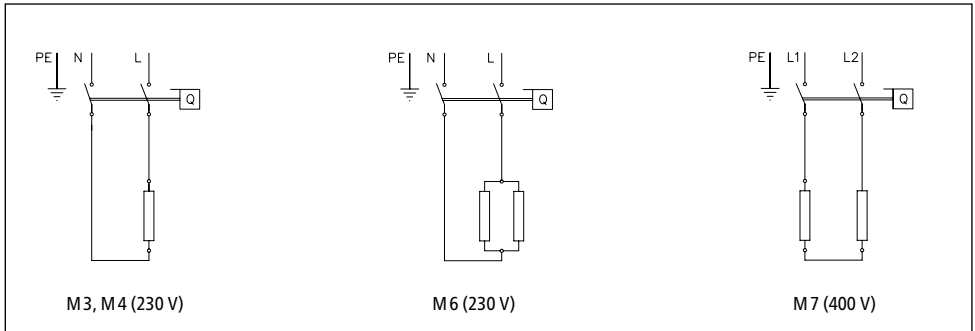 PE N L
Q
M3, M4 (230 V)
PE N L
Q
M6 (230 V)
PE L1 L2
Q
M7 (400 V)